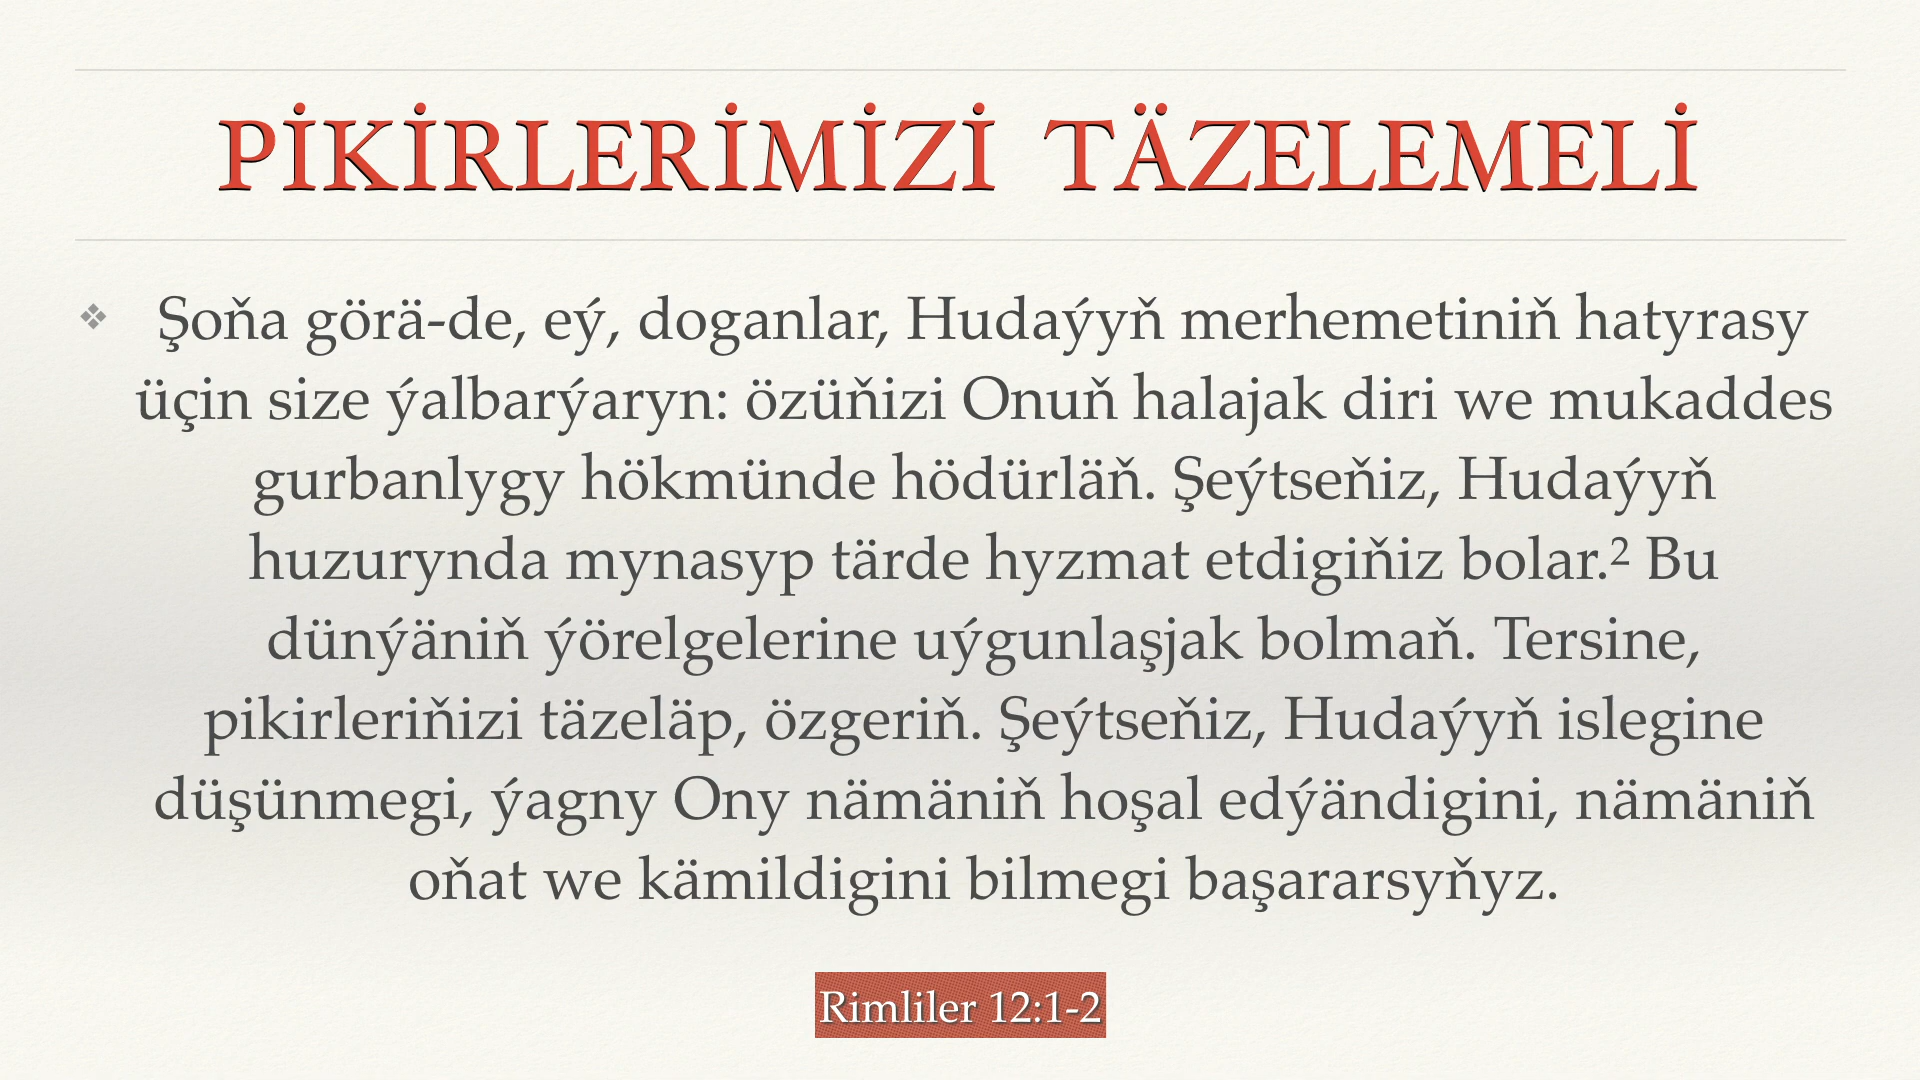 PİKİRLERİMİZİ TÄZELEMELİ
❖ Şoňa görä-de, eý, doganlar, Hudaýyň merhemetiniň hatyrasy
üçin size ýalbarýaryn: özüňizi Onuň halajak diri we mukaddes
gurbanlygy hökmünde hödürläň. Şeýtseňiz, Hudaýyň
huzurynda mynasyp tärde hyzmat etdigiňiz bolar.² Bu
dünýäniň ýörelgelerine uýgunlaşjak bolmaň. Tersine,
pikirleriňizi täzeläp, özgeriň. Şeýtseňiz, Hudaýyň islegine
düşünmegi, ýagny Ony nämäniň hoşal edýändigini, nämäniň
oňat we kämildigini bilmegi başararsyňyz.
Rimliler 12:1-2